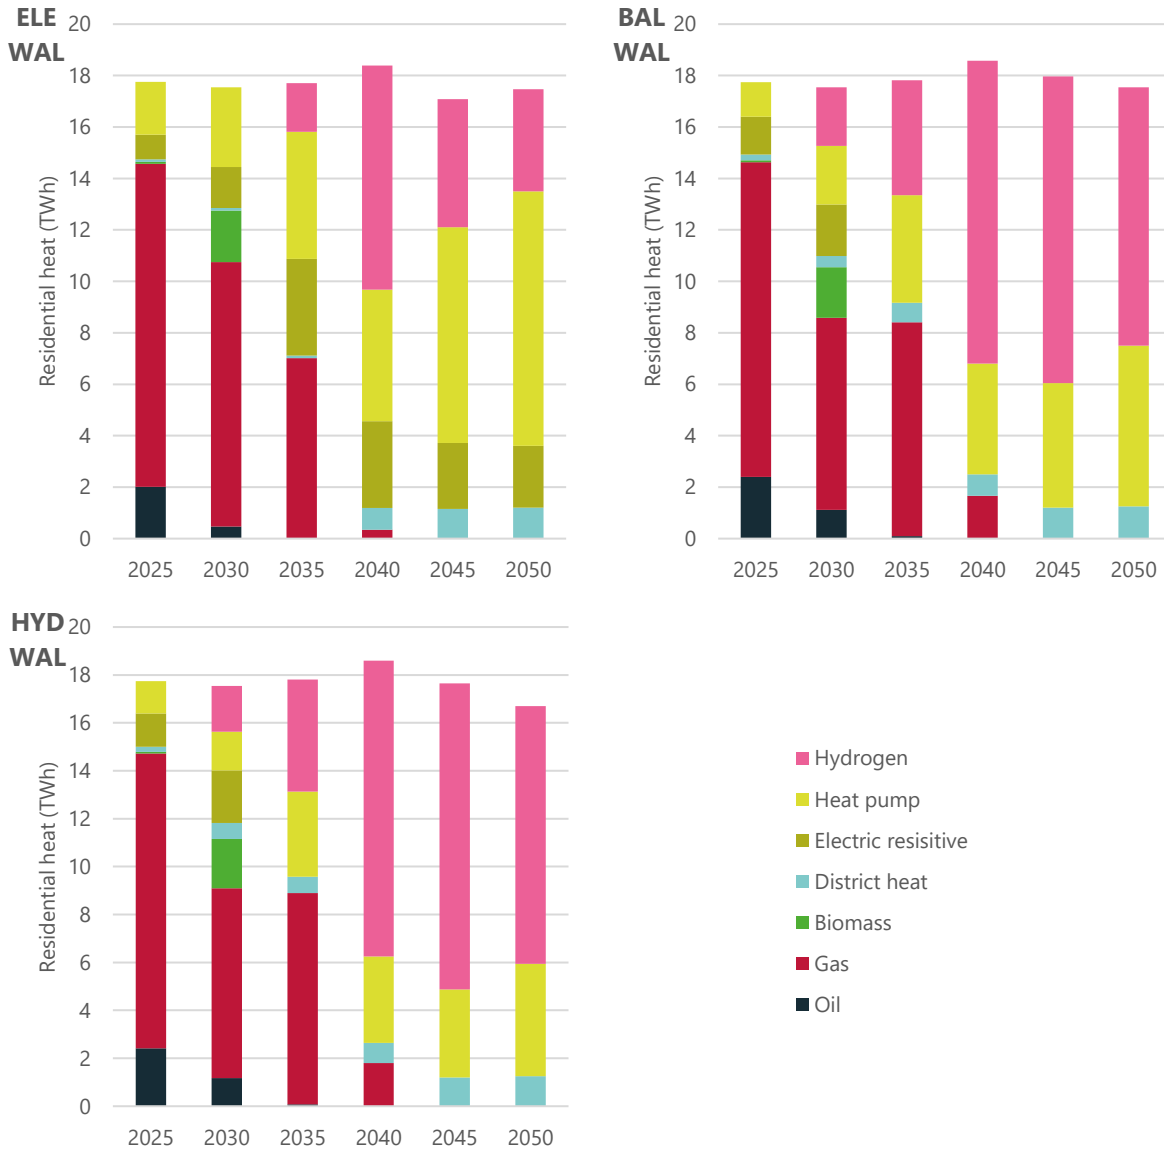 ELE
WAL
Residential heat (TWh)
20
18
16
14
12
10
8
6
4
2
0
2025 2030 2035 2040 2045 2050
BAL
WAL
Residential heat (TWh)
20
18
16
14
12
10
8
6
4
2
0
2025 2030 2035 2040 2045 2050
HYD
WAL
Residential heat (TWh)
20
18
16
14
12
10
8
6
4
2
0
2025 2030 2035 2040 2045 2050
Hydrogen
Heat pump
Electric resisitive
District heat
Biomass
Gas
Oil